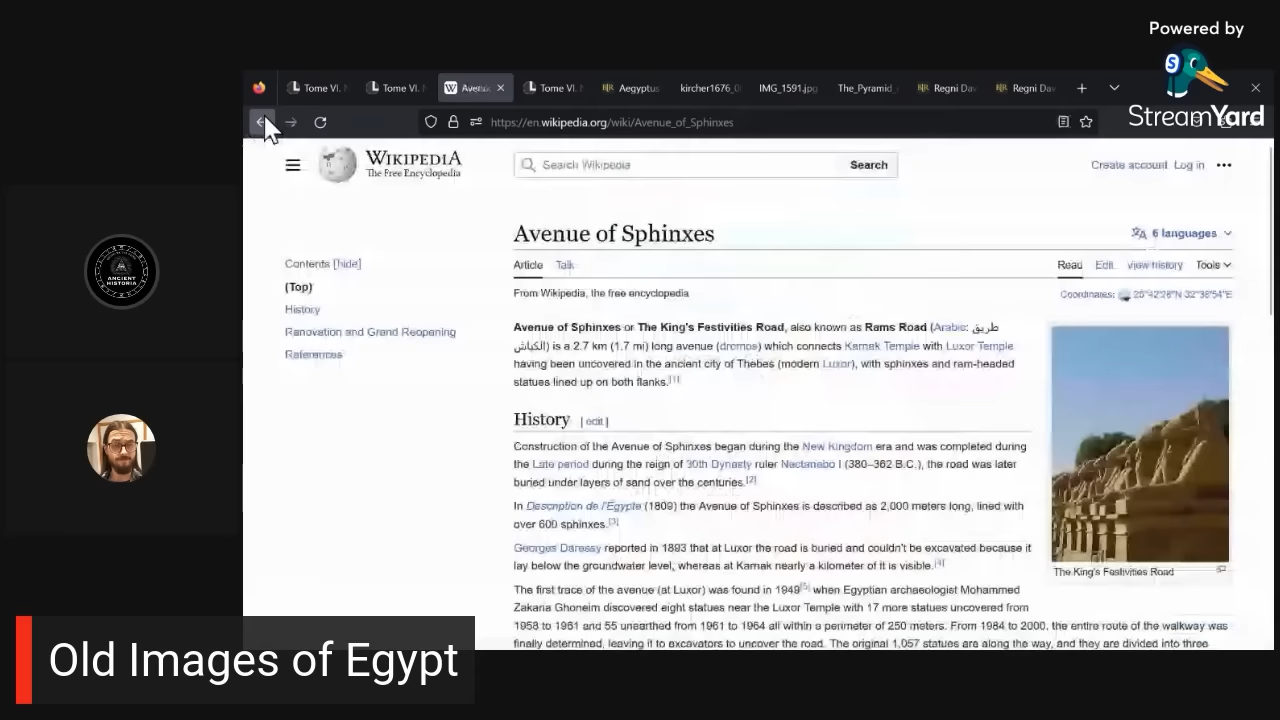 Powered by
StreamYard
Tome VI.
Tome VI.
Avenu
Tome VI.
Aegyptus
kircher1676_0
IMG_1591.jpg
The_Pyramid_
Regni Dav
Regni Dav
https://en.wikipedia.org/wiki/Avenue_of_Sphinxes
WIKIPEDIA
The Free Encyclopedia
Search Wikipedia
Search
Create account Log in
Avenue of Sphinxes
6 languages
Contents [hide]
(Top)
History
Renovation and Grand Reopening
References
Article Talk
Read Edit View history Tools
From Wikipedia, the free encyclopedia
Coordinates:
Avenue of Sphinxes or The King's Festivities Road, also known as Rams Road (Arabic: طريق
الكباش) is a 2.7 km (1.7 mi) long avenue (dromos) which connects Karnak Temple with Luxor Temple
having been uncovered in the ancient city of Thebes (modern Luxor), with sphinxes and ram-headed
statues lined up on both flanks.[1]
History [edit]
Construction of the Avenue of Sphinxes began during the New Kingdom era and was completed during
the Late period during the reign of 30th Dynasty ruler Nectanebo I (380–362 B.C.), the road was later
buried under layers of sand over the centuries.[2]
In Description de l'Égypte (1809) the Avenue of Sphinxes is described as 2,000 meters long, lined with
over 600 sphinxes.[3]
Georges Daressy reported in 1893 that at Luxor the road is buried and couldn't be excavated because it
lay below the groundwater level, whereas at Karnak nearly a kilometer of it is visible.[4]
The first trace of the avenue (at Luxor) was found in 1949[5] when Egyptian archaeologist Mohammed
Zakaria Ghoneim discovered eight statues near the Luxor Temple with 17 more statues uncovered from
1958 to 1961 and 55 unearthed from 1961 to 1964 all within a perimeter of 250 meters. From 1984 to 2000, the entire route of the walkway was
finally determined, leaving it to excavators to uncover the road. The original 1,057 statues are along the way, and they are divided into three
The King's Festivities Road
ANCIENT
HISTORIA
Old Images of Egypt